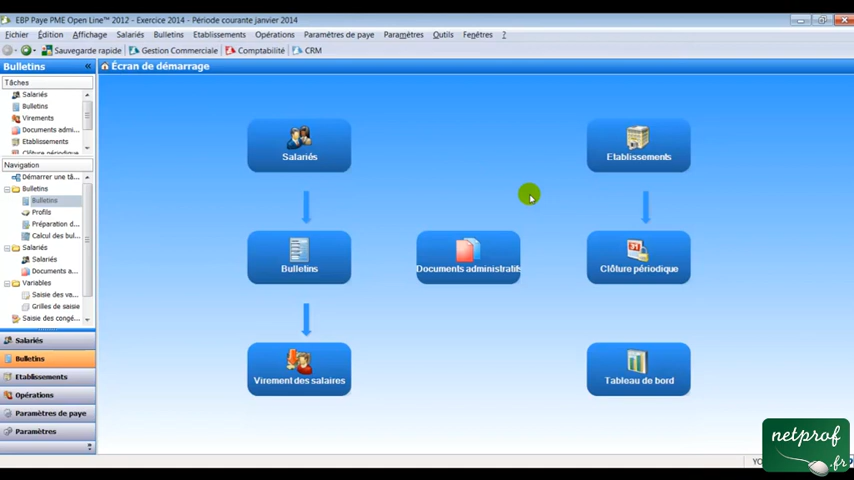 EBP Paye PME Open Line™ 2012 - Exercice 2014 - Période courante janvier 2014
Fichier Édition Affichage Salariés Bulletins Etablissements Opérations Paramètres de paye Paramètres Outils Fenêtres ?
Sauvegarde rapide Gestion Commerciale Comptabilité CRM
Bulletins «
Écran de démarrage
Tâches
Salariés
Bulletins
Virements
Documents admi...
Etablissements
Clôture périodique
Navigation
Démarrer une tâ...
Bulletins
Bulletins
Profils
Préparation d...
Calcul des bul...
Salariés
Salariés
Documents a...
Variables
Saisie des va...
Grilles de saisie
Saisie des congé...
Salariés
Bulletins
Etablissements
Opérations
Paramètres de paye
Paramètres
Salariés
Etablissements
Bulletins
Documents administratifs
Clôture périodique
Virement des salaires
Tableau de bord
netprof
.fr